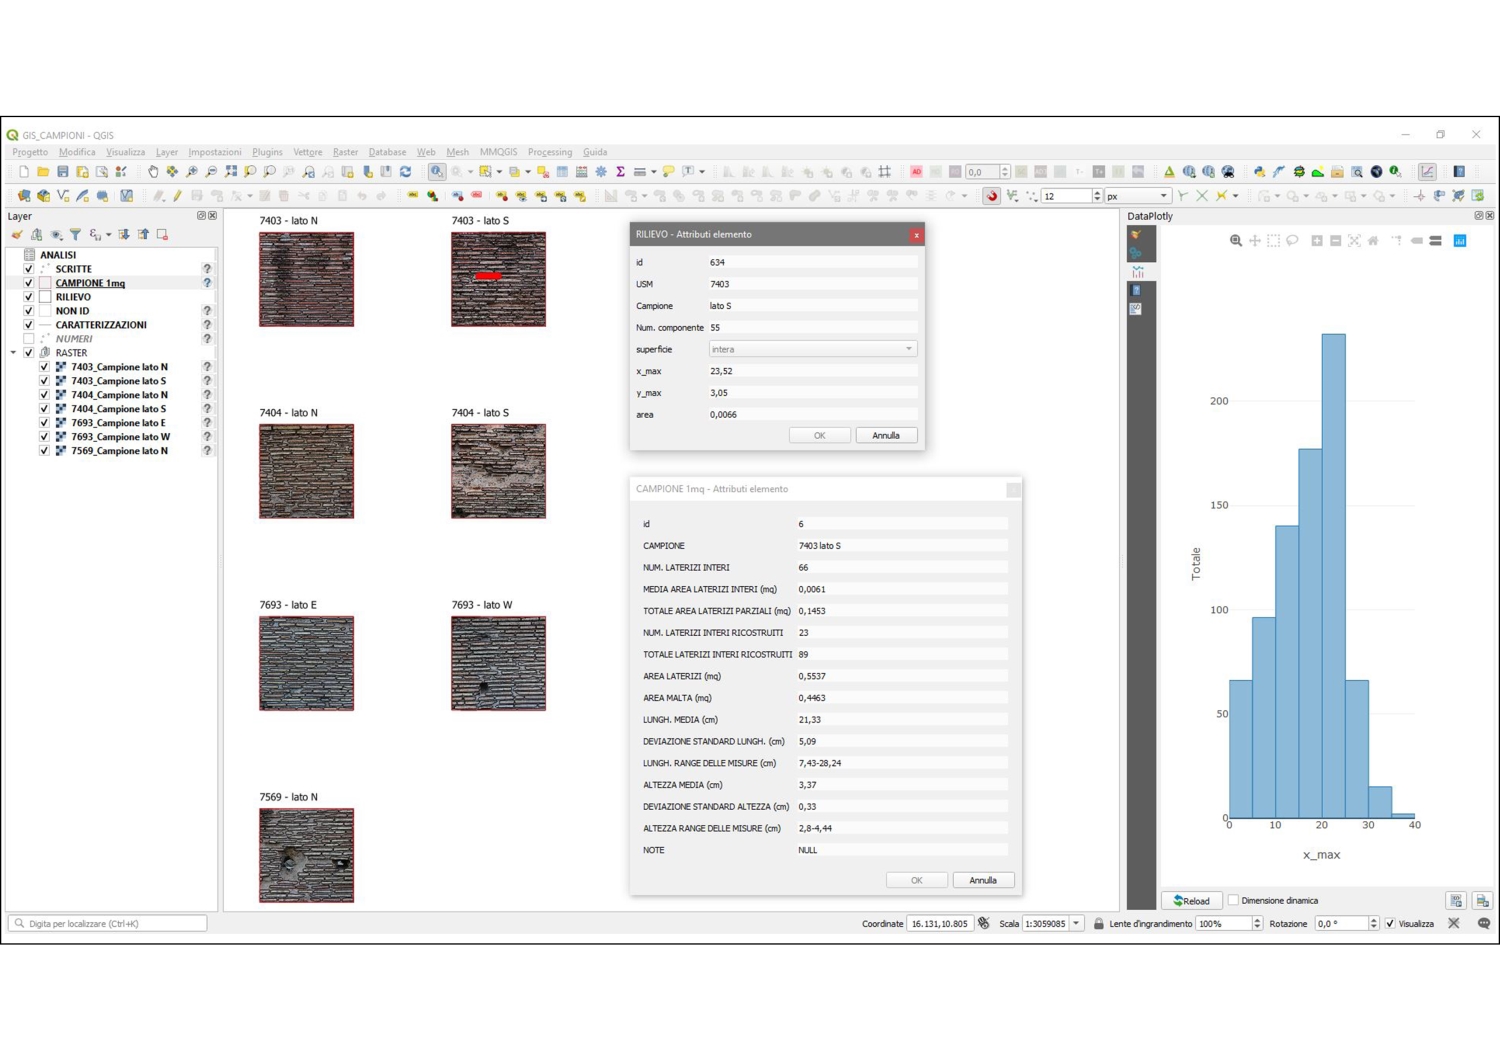 GIS_CAMPIONI - QGIS
Progetto Modifica Visualizza Layer Impostazioni Plugins Vettore Raster Database Web Mesh MMQGIS Processing Guida
0,0
12 px
Layer
ANALISI
SCRITTE ?
CAMPIONE 1mq ?
RILIEVO
NON ID ?
CARATTERIZZAZIONI ?
NUMERI ?
RASTER
7403_Campione lato N ?
7403_Campione lato S ?
7404_Campione lato N ?
7404_Campione lato S ?
7693_Campione lato E ?
7693_Campione lato W ?
7569_Campione lato N ?
7403 - lato N
7403 - lato S
7404 - lato N
7404 - lato S
7693 - lato E
7693 - lato W
7569 - lato N
RILIEVO - Attributi elemento
id 634
USM 7403
Campione lato S
Num. componente 55
superficie intera
x_max 23,52
y_max 3,05
area 0,0066
OK Annulla
CAMPIONE 1mq - Attributi elemento
id 6
CAMPIONE 7403 lato S
NUM. LATERIZI INTERI 66
MEDIA AREA LATERIZI INTERI (mq) 0,0061
TOTALE AREA LATERIZI PARZIALI (mq) 0,1453
NUM. LATERIZI INTERI RICOSTRUITI 23
TOTALE LATERIZI INTERI RICOSTRUITI 89
AREA LATERIZI (mq) 0,5537
AREA MALTA (mq) 0,4463
LUNGH. MEDIA (cm) 21,33
DEVIAZIONE STANDARD LUNGH. (cm) 5,09
LUNGH. RANGE DELLE MISURE (cm) 7,43-28,24
ALTEZZA MEDIA (cm) 3,37
DEVIAZIONE STANDARD ALTEZZA (cm) 0,33
ALTEZZA RANGE DELLE MISURE (cm) 2,8-4,44
NOTE NULL
OK Annulla
DataPlotly
200
150
100
50
0
Totale
0 10 20 30 40
x_max
Reload Dimensione dinamica
Digita per localizzare (Ctrl+K)
Coordinate 16.131,10.805 Scala 1:3059085 Lente d'ingrandimento 100% Rotazione 0,0 ° Visualizza